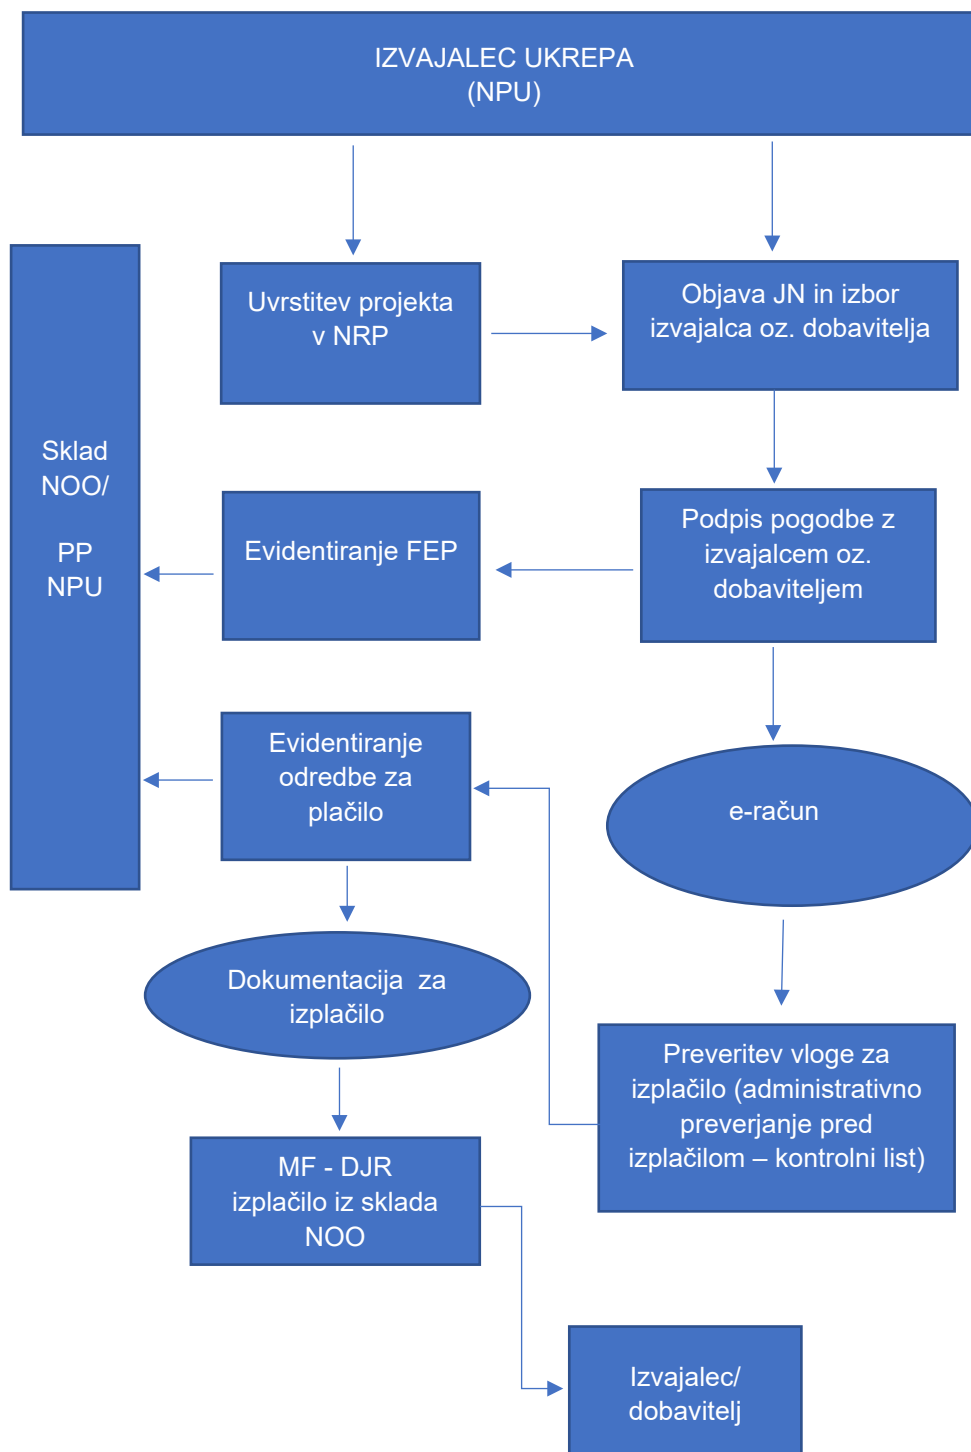 IZVAJALEC UKREPA
(NPU)
Uvrstitev projekta
v NRP
Objava JN in izbor
izvajalca oz. dobavitelja
Sklad
NOO/
PP
NPU
Evidentiranje FEP
Podpis pogodbe z
izvajalcem oz.
dobaviteljem
Evidentiranje
odredbe za
plačilo
e-račun
Dokumentacija  za
izplačilo
Preveritev vloge za
izplačilo (administrativno
preverjanje pred
izplačilom – kontrolni list)
MF - DJR
izplačilo iz sklada
NOO
Izvajalec/
dobavitelj